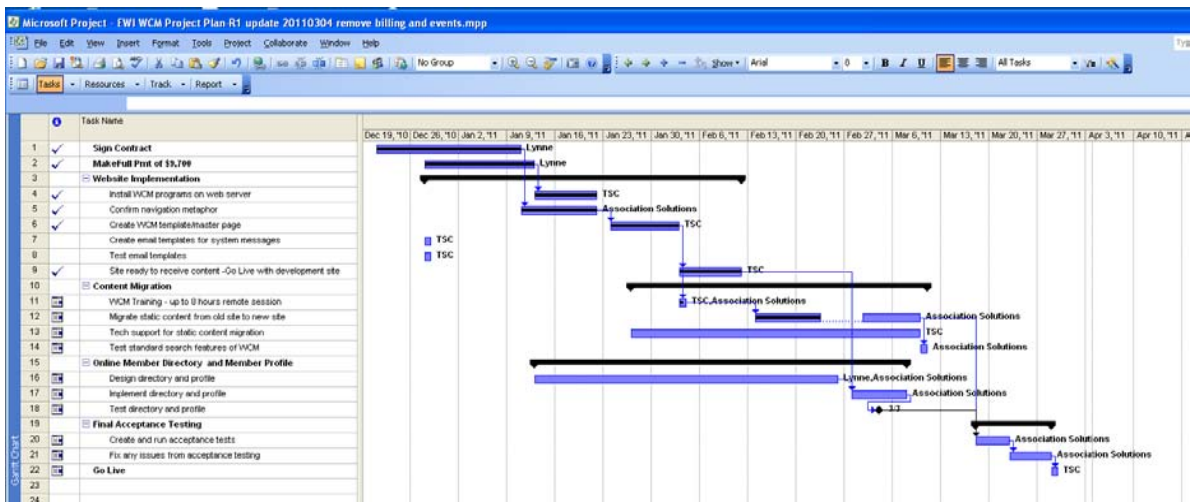 Microsoft Project - EWI WCM Project Plan-R1 update 20110304 remove billing and events.mpp
File Edit View Insert Format Tools Project Collaborate Window Help
No Group Show Arial 8 B I U All Tasks
Tasks Resources Track Report
Task Name
Dec 19, '10 Dec 26, '10 Jan 2, '11 Jan 9, '11 Jan 16, '11 Jan 23, '11 Jan 30, '11 Feb 6, '11 Feb 13, '11 Feb 20, '11 Feb 27, '11 Mar 6, '11 Mar 13, '11 Mar 20, '11 Mar 27, '11 Apr 3, '11 Apr 10, '11
1 Sign Contract Lynne
2 MakeFull Pmt of $9,700 Lynne
3 Website Implementation
4 Install WCM programs on web server TSC
5 Confirm navigation metaphor Association Solutions
6 Create WCM template/master page TSC
7 Create email templates for system messages TSC
8 Test email templates TSC
9 Site ready to receive content -Go Live with development site TSC
10 Content Migration
11 WCM Training - up to 8 hours remote session TSC,Association Solutions
12 Migrate static content from old site to new site Association Solutions
13 Tech support for static content migration TSC
14 Test standard search features of WCM Association Solutions
15 Online Member Directory and Member Profile
16 Design directory and profile Lynne,Association Solutions
17 Implement directory and profile Association Solutions
18 Test directory and profile 3/3
19 Final Acceptance Testing
20 Create and run acceptance tests Association Solutions
21 Fix any issues from acceptance testing Association Solutions
22 Go Live TSC
23
24
Gantt Chart